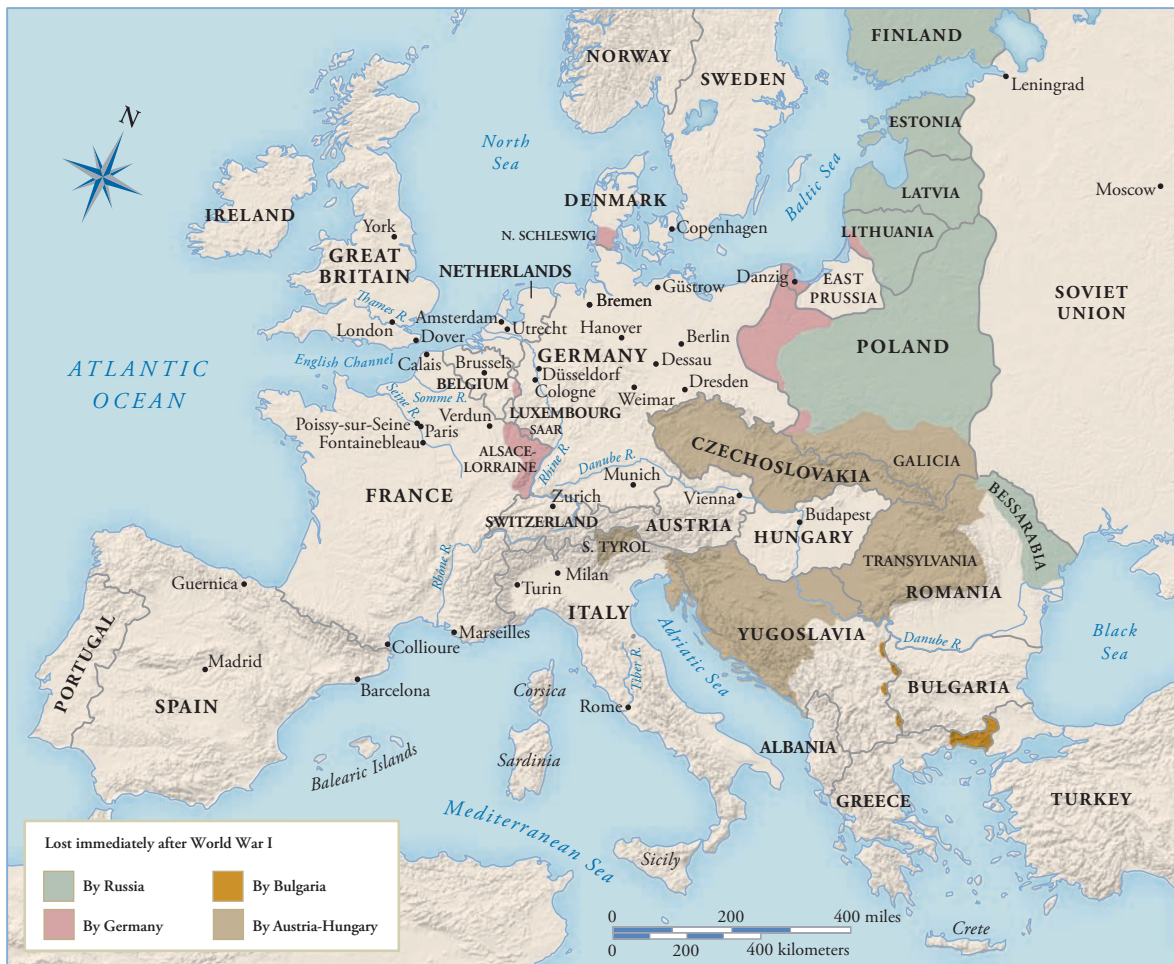 FINLAND
NORWAY
SWEDEN
Leningrad
N
ESTONIA
North
Sea
Baltic Sea
Moscow
LATVIA
DENMARK
IRELAND
York
N. SCHLESWIG
Copenhagen
LITHUANIA
GREAT
BRITAIN
NETHERLANDS
Danzig
EAST
PRUSSIA
Güstrow
Bremen
SOVIET
UNION
Thames R.
Amsterdam
London
Utrecht
Hanover
Dover
Berlin
POLAND
English Channel
Calais
Brussels
GERMANY
Dessau
ATLANTIC
OCEAN
BELGIUM
Düsseldorf
Cologne
Dresden
Somme R.
Weimar
Seine R.
Verdun
LUXEMBOURG
SAAR
Poissy-sur-Seine
Paris
Fontainebleau
ALSACE-
LORRAINE
Rhine R.
CZECHOSLOVAKIA
GALICIA
Danube R.
Munich
FRANCE
Vienna
BESSARABIA
Zurich
SWITZERLAND
AUSTRIA
Budapest
HUNGARY
S. TYROL
TRANSYLVANIA
Rhône R.
Guernica
Turin
Milan
ROMANIA
ITALY
Marseilles
YUGOSLAVIA
Adriatic Sea
Danube R.
Black
Sea
Collioure
PORTUGAL
Madrid
Tiber R.
Barcelona
Corsica
BULGARIA
SPAIN
Rome
Balearic Islands
Sardinia
ALBANIA
GREECE
TURKEY
Mediterranean Sea
Sicily
Crete
Lost immediately after World War I
By Russia
By Bulgaria
By Germany
By Austria-Hungary
0 200 400 miles
0 200 400 kilometers